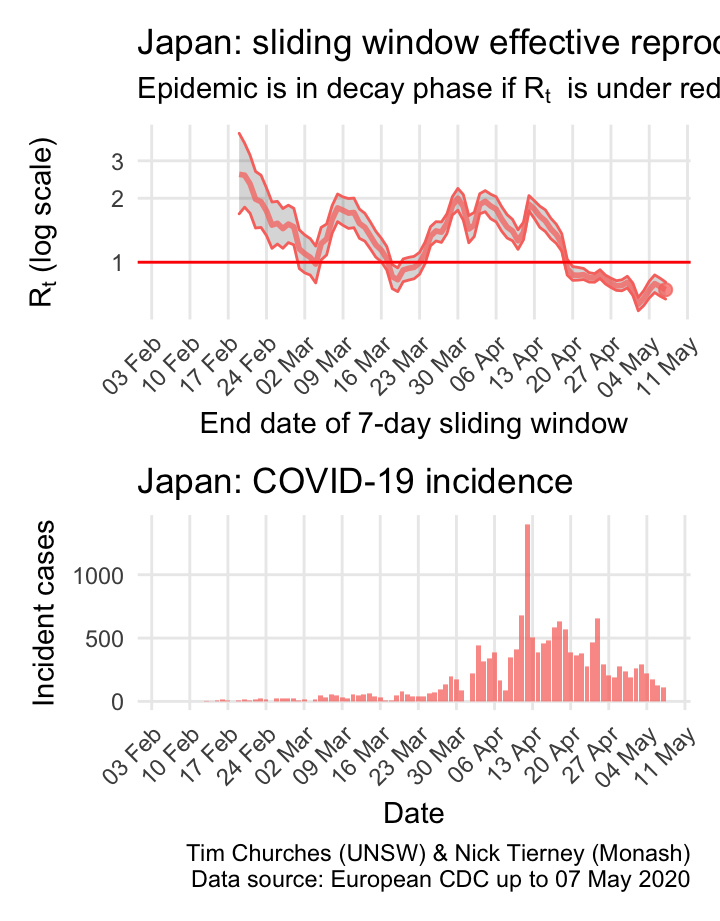 Japan: sliding window effective
Epidemic is in decay phase if Rt is under red
3
2
1
Rt (log scale)
03 Feb
10 Feb
17 Feb
24 Feb
02 Mar
09 Mar
16 Mar
23 Mar
30 Mar
06 Apr
13 Apr
20 Apr
27 Apr
04 May
11 May
End date of 7-day sliding window
Japan: COVID-19 incidence
1000
500
0
Incident cases
03 Feb
10 Feb
17 Feb
24 Feb
02 Mar
09 Mar
16 Mar
23 Mar
30 Mar
06 Apr
13 Apr
20 Apr
27 Apr
04 May
11 May
Date
Tim Churches (UNSW) & Nick Tierney (Monash)
Data source: European CDC up to 07 May 2020